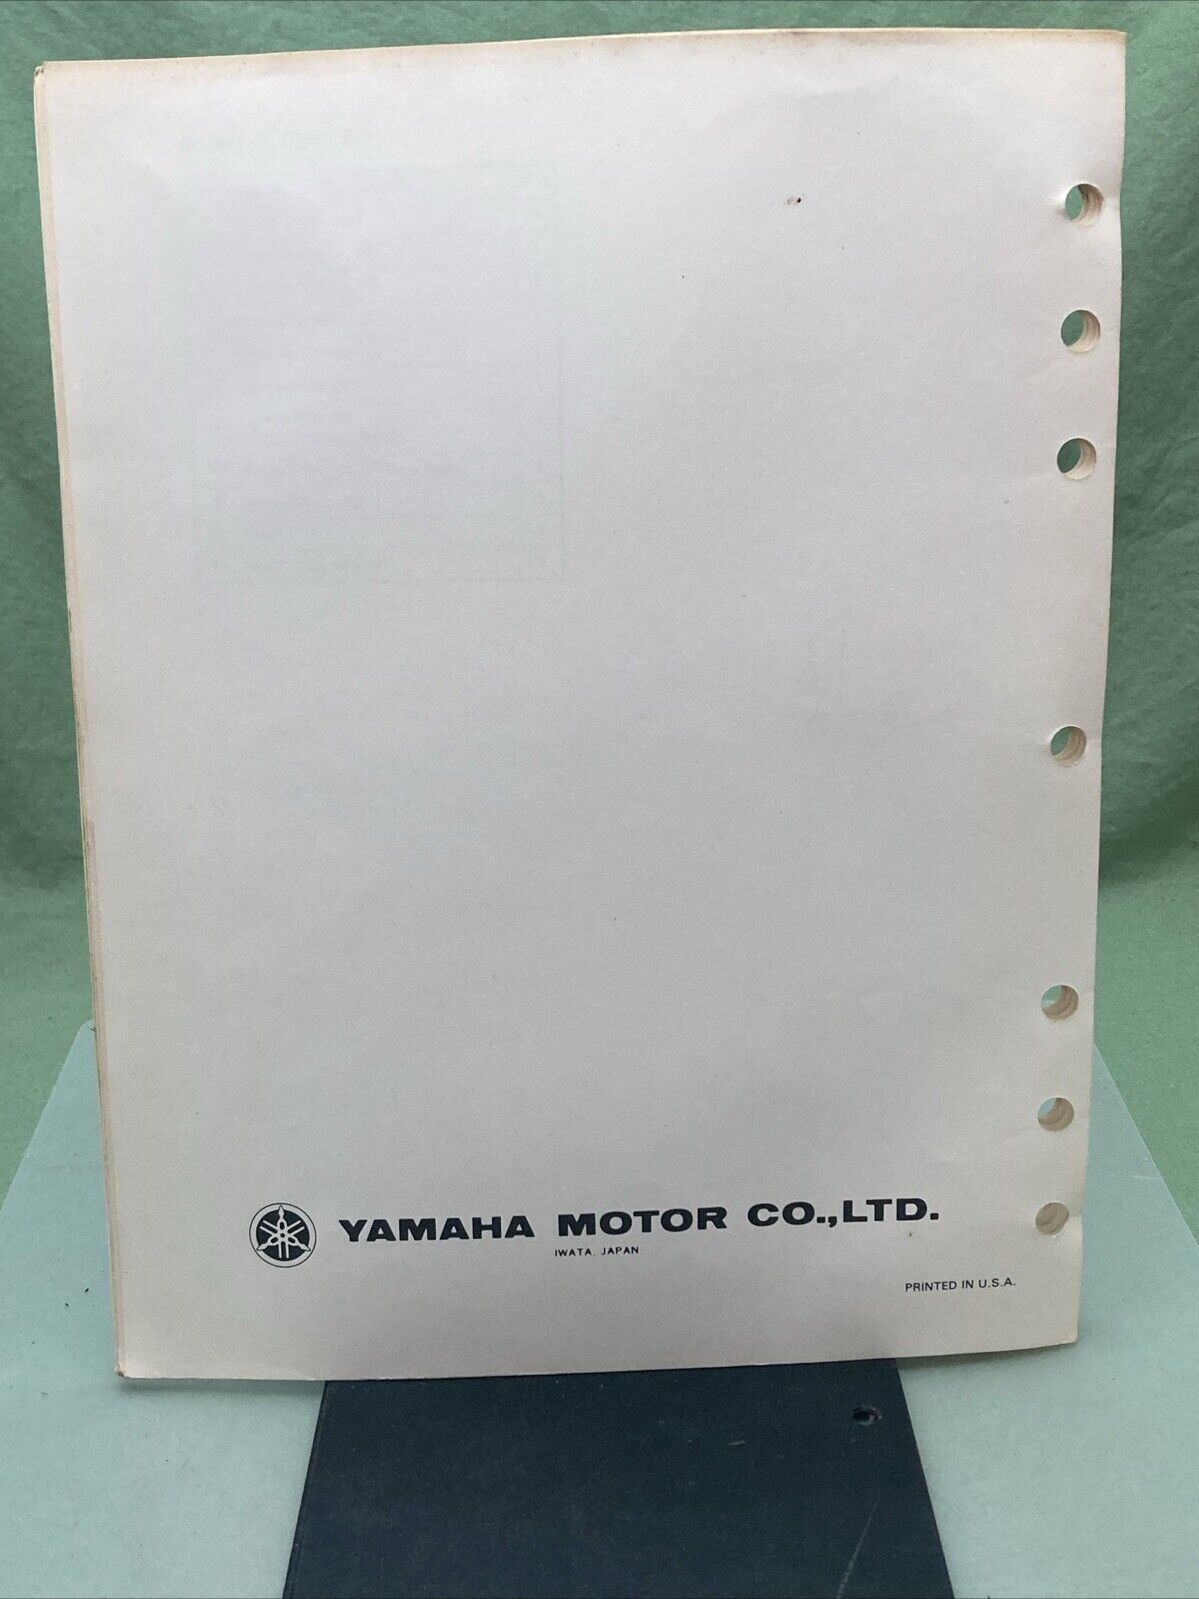 YAMAHA MOTOR CO.,LTD.
IWATA, JAPAN
PRINTED IN U.S.A.